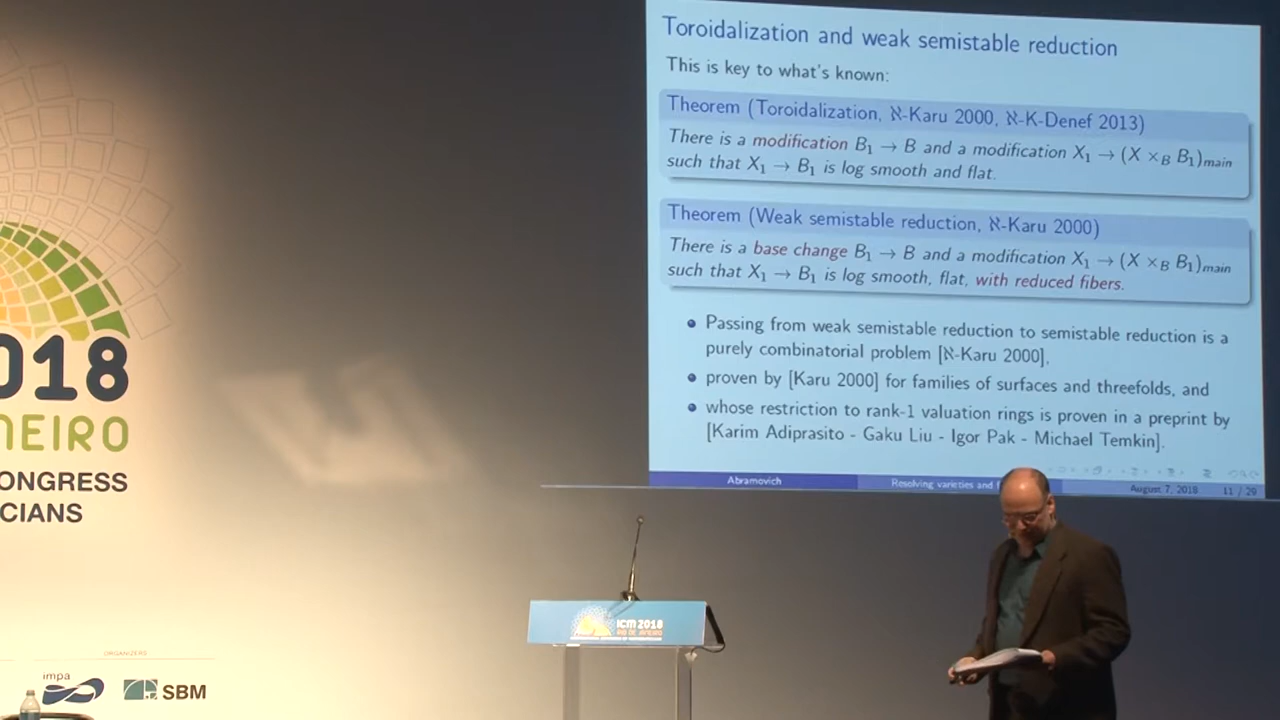 Toroidalization and weak semistable reduction
This is key to what's known:
Theorem (Toroidalization, ℵ-Karu 2000, ℵ-K-Denef 2013)
There is a modification B₁ → B and a modification X₁ → (X ×_B B₁)_main
such that X₁ → B₁ is log smooth and flat.
Theorem (Weak semistable reduction, ℵ-Karu 2000)
There is a base change B₁ → B and a modification X₁ → (X ×_B B₁)_main
such that X₁ → B₁ is log smooth, flat, with reduced fibers.
Passing from weak semistable reduction to semistable reduction is a
purely combinatorial problem [ℵ-Karu 2000],
proven by [Karu 2000] for families of surfaces and threefolds, and
whose restriction to rank-1 valuation rings is proven in a preprint by
[Karim Adiprasito - Gaku Liu - Igor Pak - Michael Temkin].
Abramovich
Resolving varieties and
August 7, 2018
11 / 29
018
NEIRO
ONGRESS
CIANS
ORGANIZERS
impa
SBM
ICM 2018
RIO DE JANEIRO